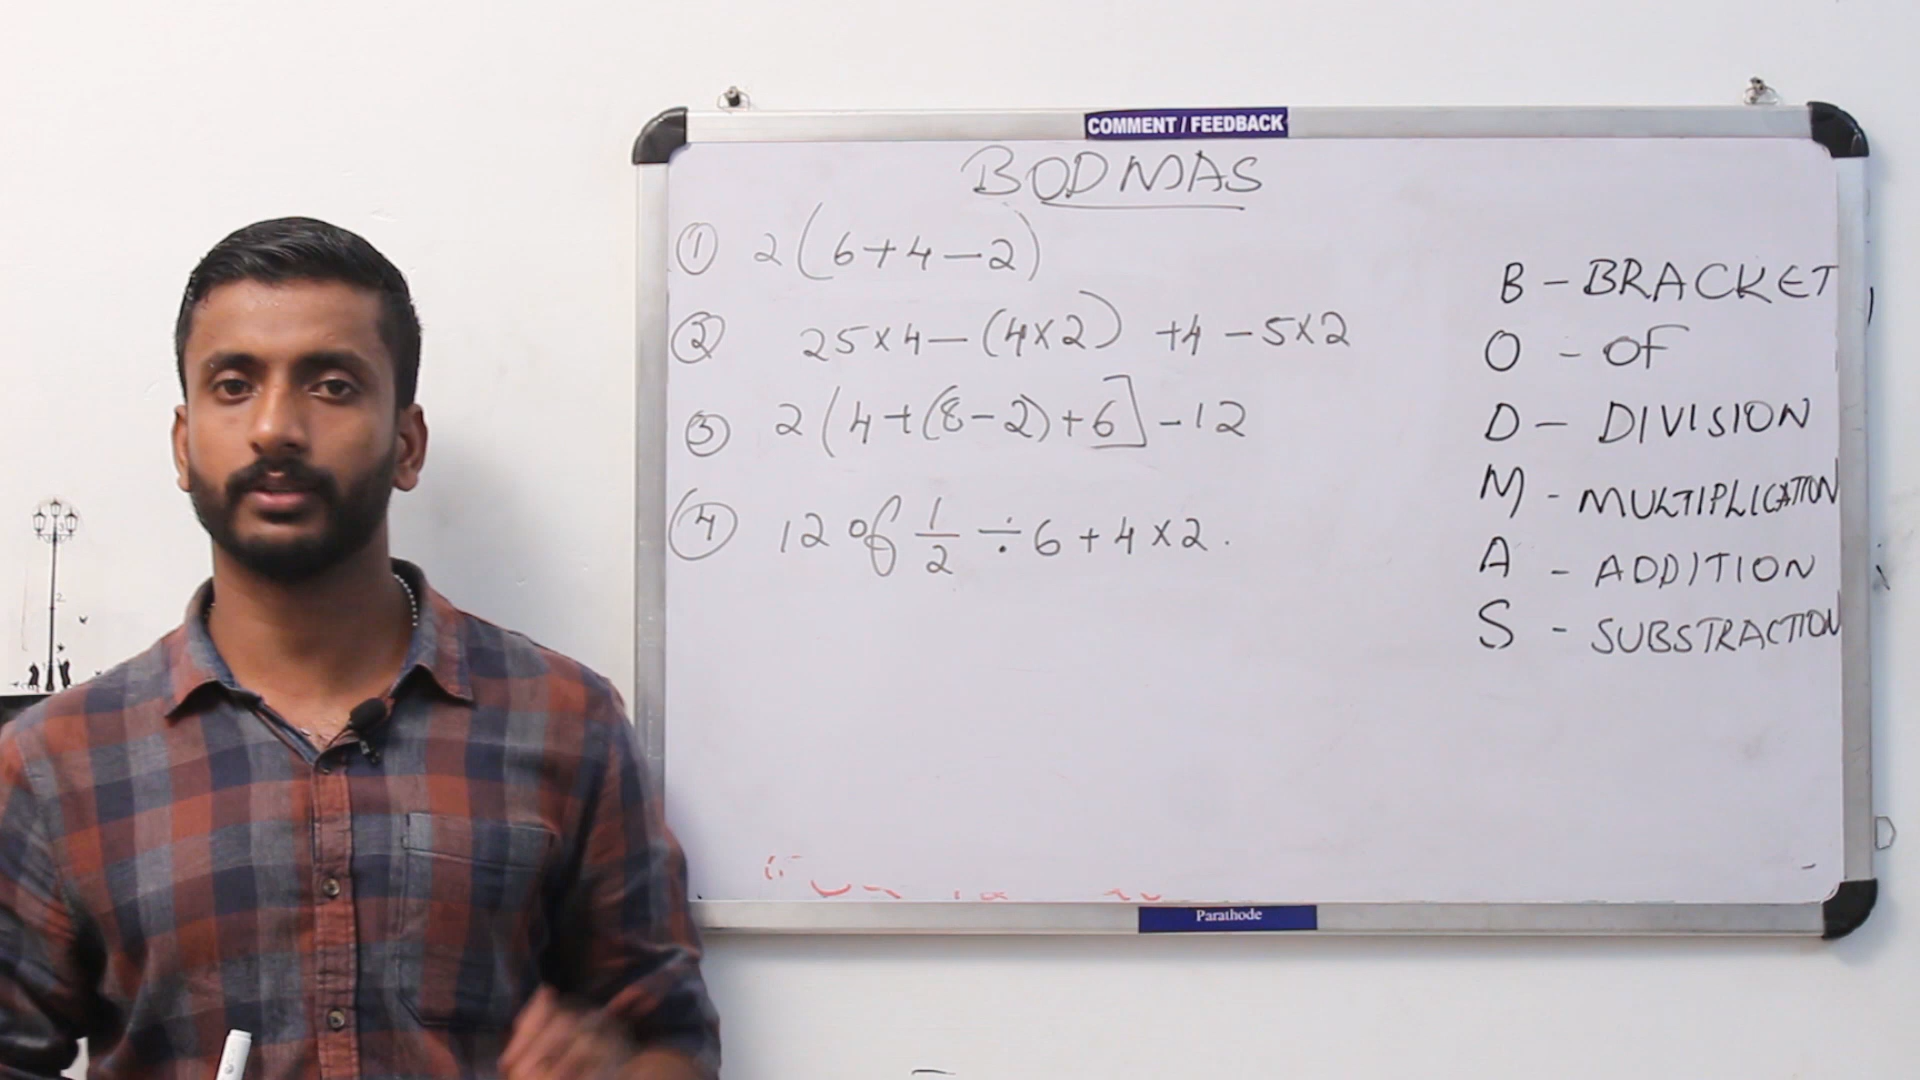 COMMENT / FEEDBACK
BODMAS
① 2(6+4-2)
② 25×4-(4×2)+4-5×2
③ 2(4+(8-2)+6]-12
④ 12 of 1/2 ÷6+4×2.
B - BRACKET
O - OF
D - DIVISION
M - MULTIPLICATION
A - ADDITION
S - SUBSTRACTION
Parathode